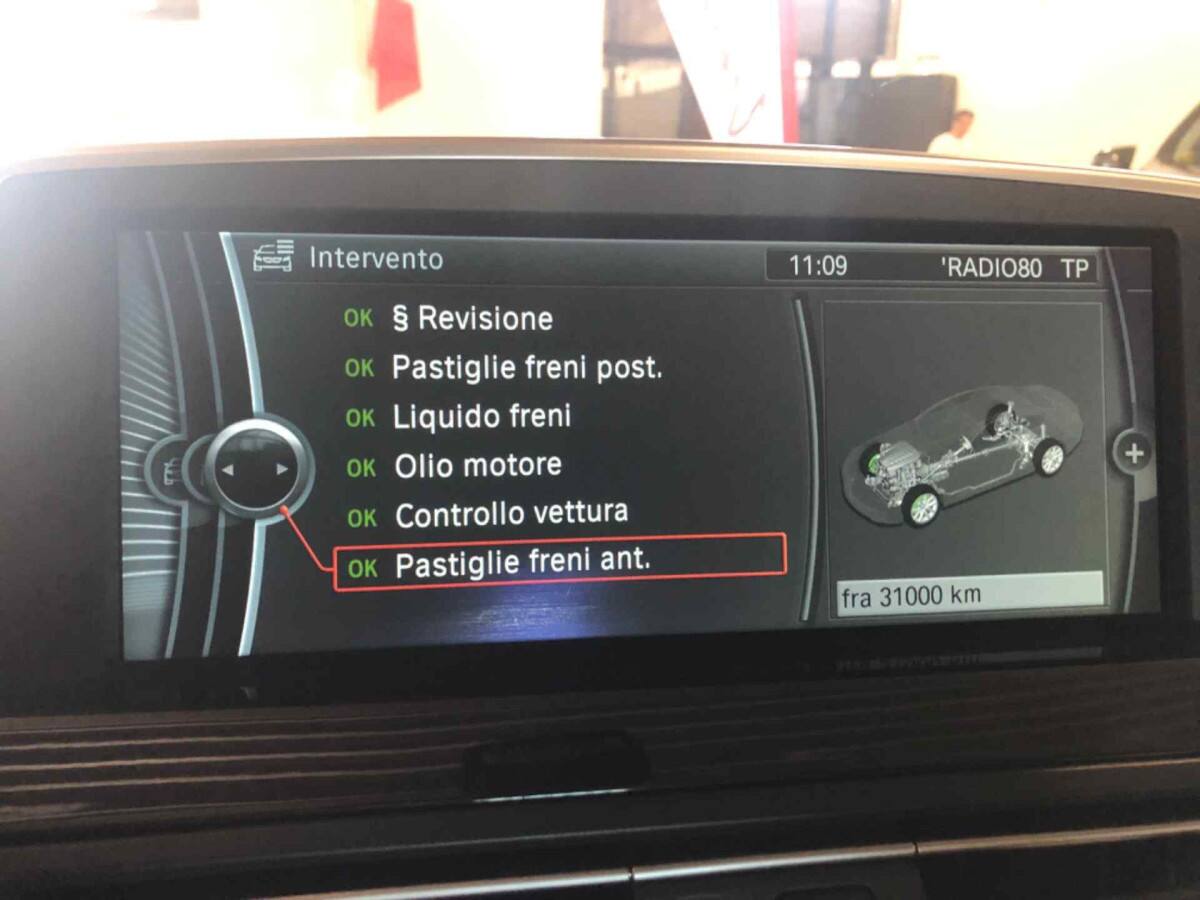 Intervento
11:09 'RADIO80 TP
OK § Revisione
OK Pastiglie freni post.
OK Liquido freni
OK Olio motore
OK Controllo vettura
OK Pastiglie freni ant.
fra 31000 km